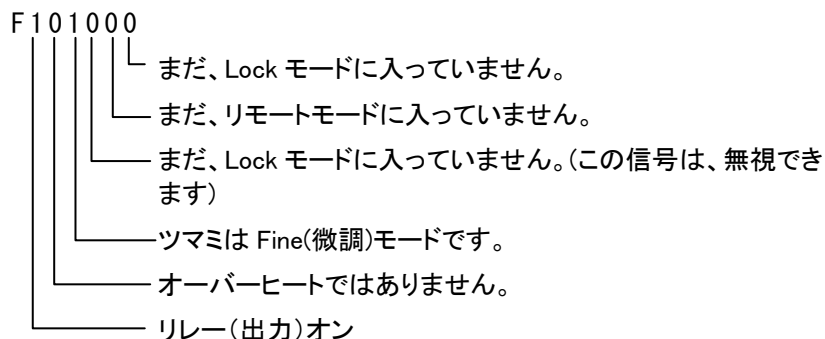 F101000
まだ、Lock モードに入っていません。
まだ、リモートモードに入っていません。
まだ、Lock モードに入っていません。(この信号は、無視でき
ます)
ツマミは Fine(微調)モードです。
オーバーヒートではありません。
リレー(出力)オン